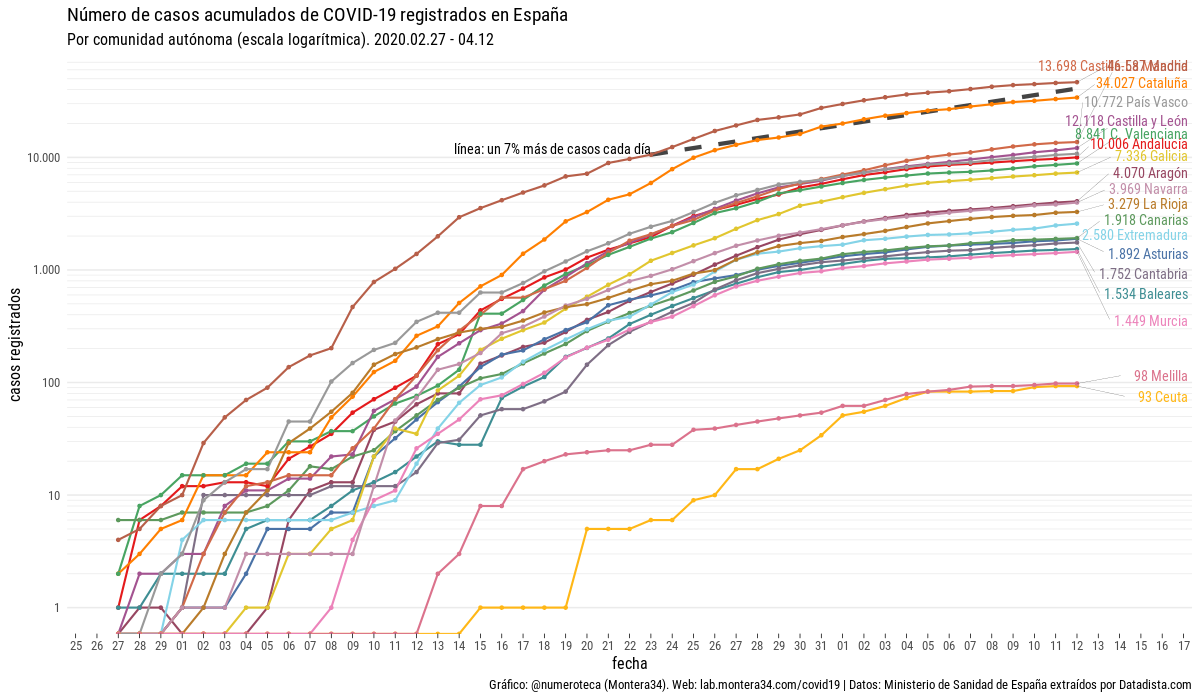 Número de casos acumulados de COVID-19 registrados en España
Por comunidad autónoma (escala logarítmica). 2020.02.27 - 04.12
13.698 Castilla-La Mancha
46.587 Madrid
34.027 Cataluña
10.772 País Vasco
12.118 Castilla y León
8.841 C. Valenciana
10.006 Andalucía
7.336 Galicia
4.070 Aragón
3.969 Navarra
3.279 La Rioja
1.918 Canarias
2.580 Extremadura
1.892 Asturias
1.752 Cantabria
1.534 Baleares
1.449 Murcia
98 Melilla
93 Ceuta
línea: un 7% más de casos cada día
casos registrados
10.000
1.000
100
10
1
25 26 27 28 29 01 02 03 04 05 06 07 08 09 10 11 12 13 14 15 16 17 18 19 20 21 22 23 24 25 26 27 28 29 30 31 01 02 03 04 05 06 07 08 09 10 11 12 13 14 15 16 17
fecha
Gráfico: @numeroteca (Montera34). Web: lab.montera34.com/covid19 | Datos: Ministerio de Sanidad de España extraídos por Datadista.com